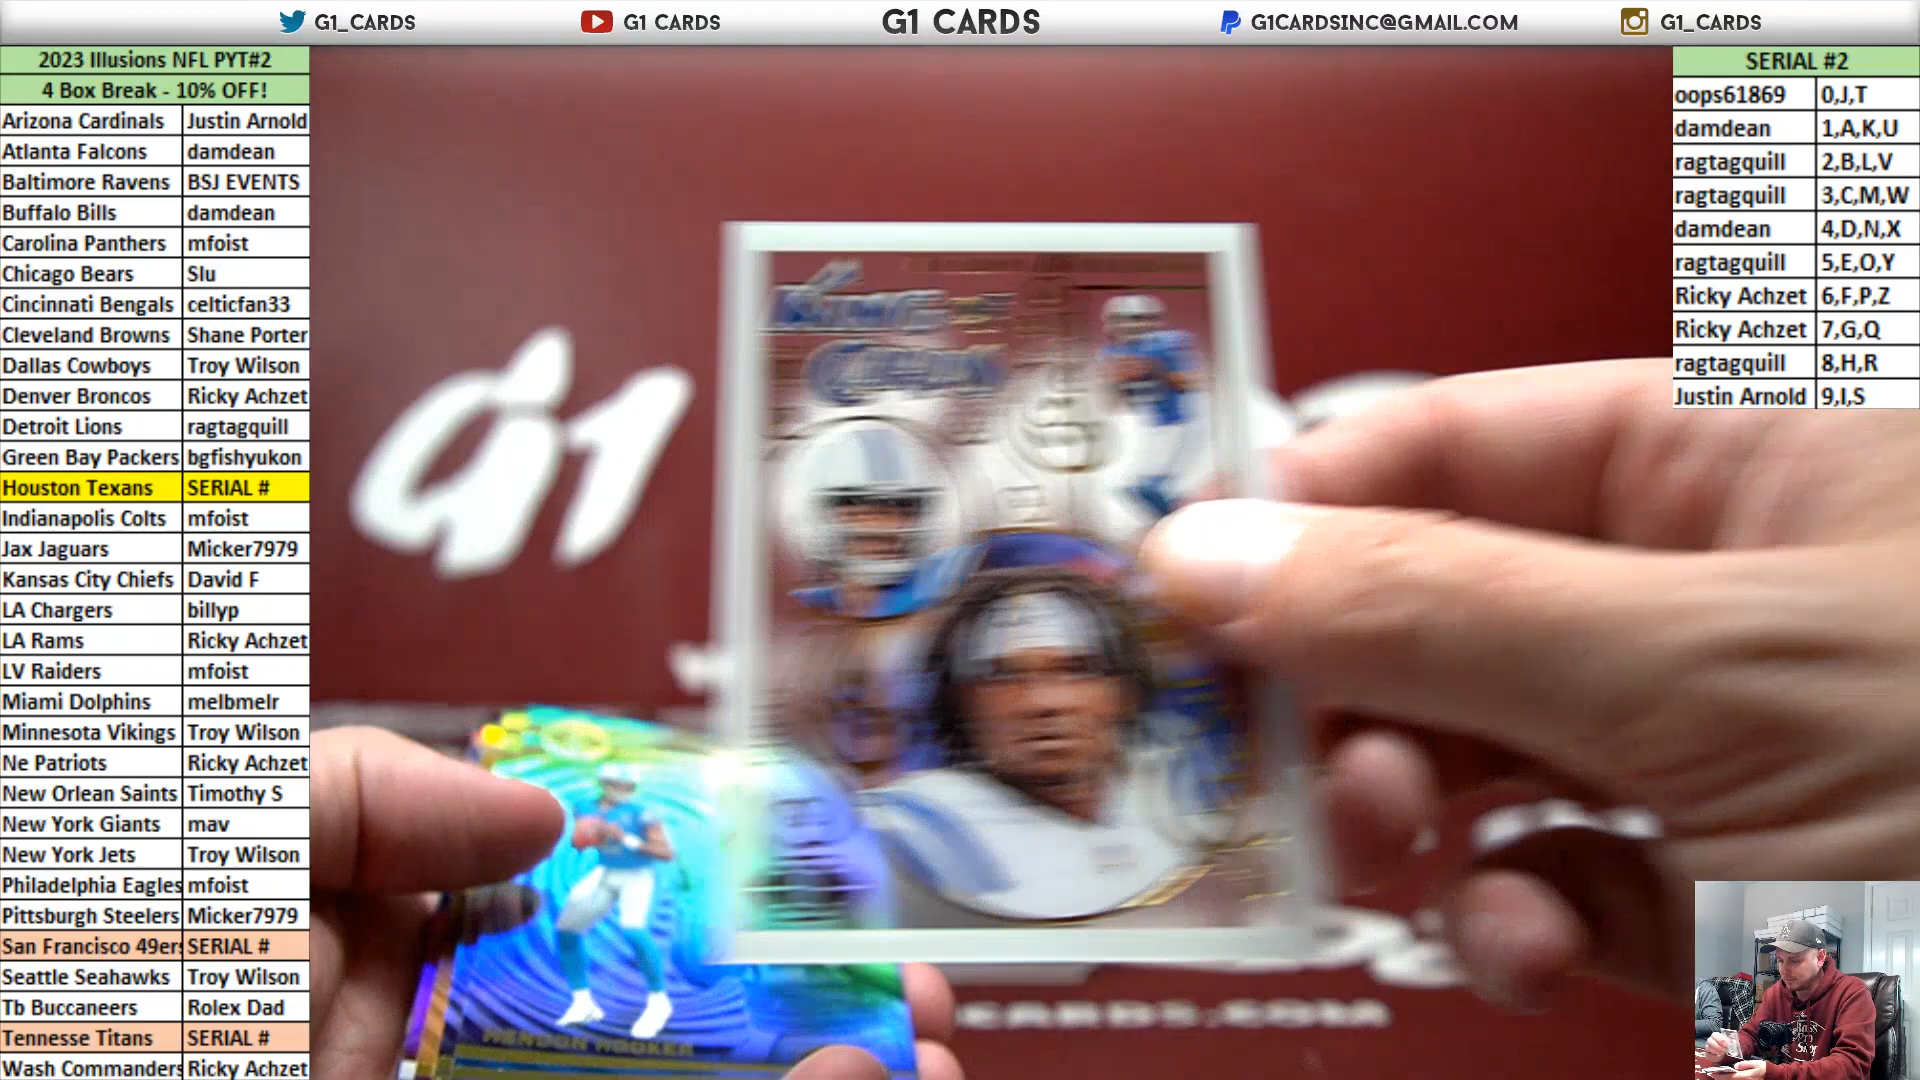 G1_CARDS G1 CARDS G1 CARDS G1CARDSINC@GMAIL.COM G1_CARDS
2023 Illusions NFL PYT#2
4 Box Break - 10% OFF!
Arizona Cardinals Justin Arnold
Atlanta Falcons damdean
Baltimore Ravens BSJ EVENTS
Buffalo Bills damdean
Carolina Panthers mfoist
Chicago Bears Slu
Cincinnati Bengals celticfan33
Cleveland Browns Shane Porter
Dallas Cowboys Troy Wilson
Denver Broncos Ricky Achzet
Detroit Lions ragtagquill
Green Bay Packers bgfishyukon
Houston Texans SERIAL #
Indianapolis Colts mfoist
Jax Jaguars Micker7979
Kansas City Chiefs David F
LA Chargers billyp
LA Rams Ricky Achzet
LV Raiders mfoist
Miami Dolphins melbmelr
Minnesota Vikings Troy Wilson
Ne Patriots Ricky Achzet
New Orlean Saints Timothy S
New York Giants mav
New York Jets Troy Wilson
Philadelphia Eagles mfoist
Pittsburgh Steelers Micker7979
San Francisco 49ers SERIAL #
Seattle Seahawks Troy Wilson
Tb Buccaneers Rolex Dad
Tennesse Titans SERIAL #
Wash Commanders Ricky Achzet
SERIAL #2
oops61869 0,J,T
damdean 1,A,K,U
ragtagquill 2,B,L,V
ragtagquill 3,C,M,W
damdean 4,D,N,X
ragtagquill 5,E,O,Y
Ricky Achzet 6,F,P,Z
Ricky Achzet 7,G,Q
ragtagquill 8,H,R
Justin Arnold 9,I,S
G1
HENDON HOOKER